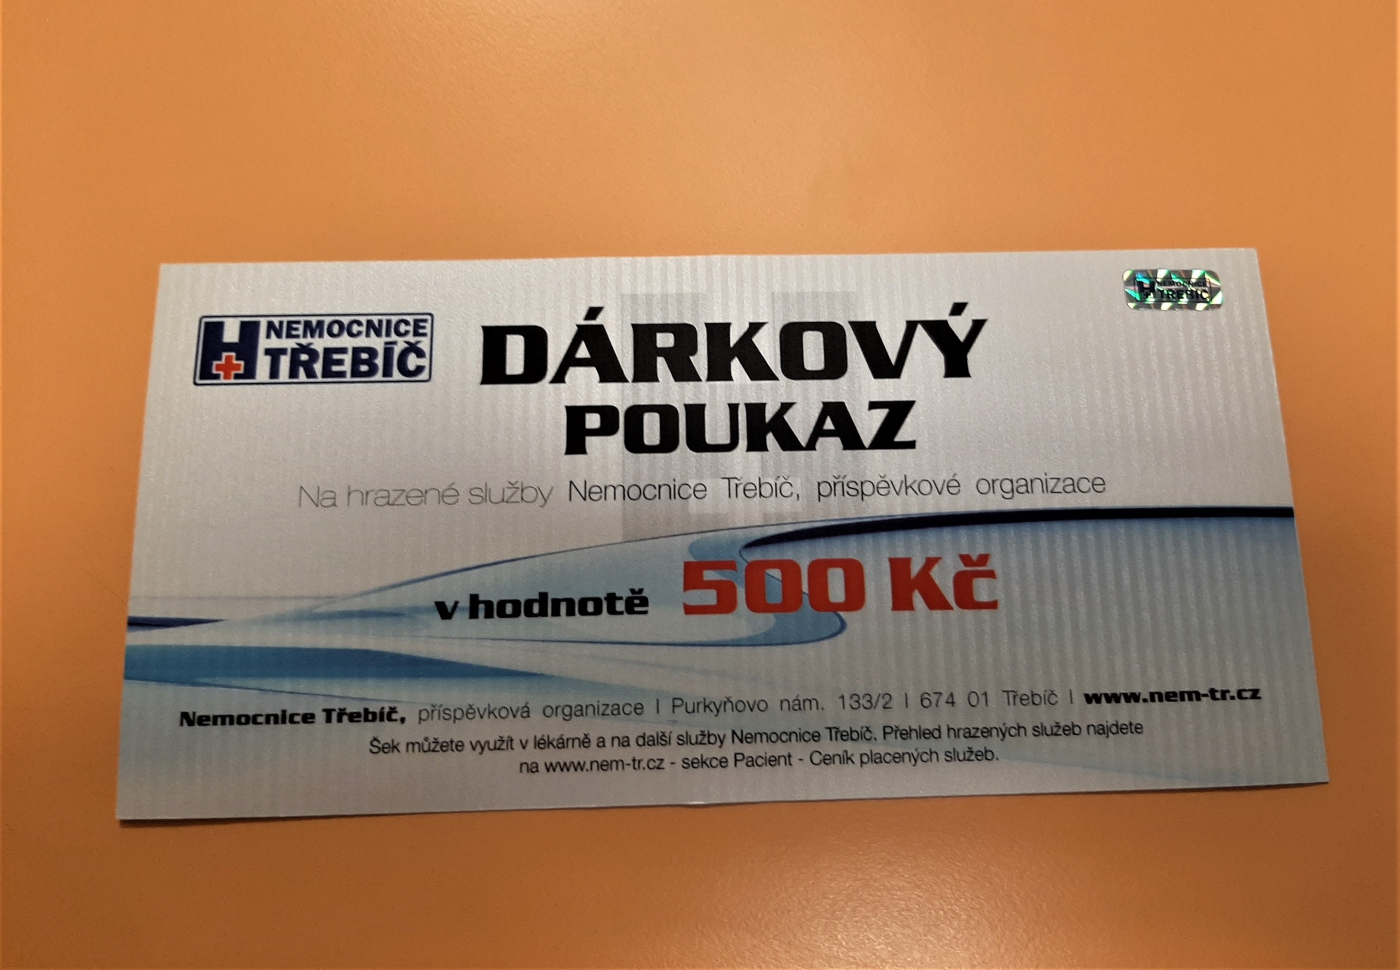 NEMOCNICE
TŘEBÍČ
DÁRKOVÝ
POUKAZ
NEMOCNICE
TŘEBÍČ
Na hrazené služby Nemocnice Třebíč, příspěvkové organizace
v hodnotě 500 Kč
Nemocnice Třebíč, příspěvková organizace | Purkyňovo nám. 133/2 | 674 01 Třebíč | www.nem-tr.cz
Šek můžete využít v lékárně a na další služby Nemocnice Třebíč. Přehled hrazených služeb najdete
na www.nem-tr.cz - sekce Pacient - Ceník placených služeb.